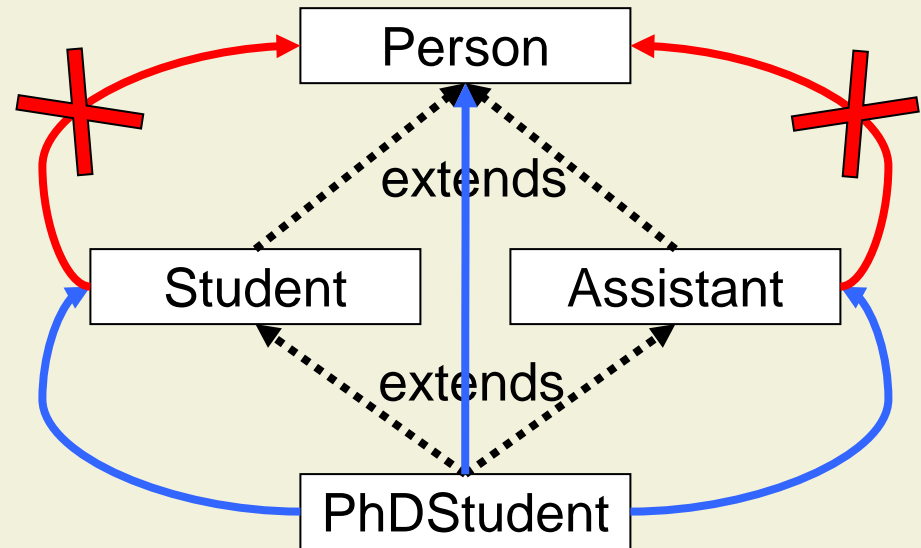 Person
extends
Student
Assistant
extends
PhDStudent